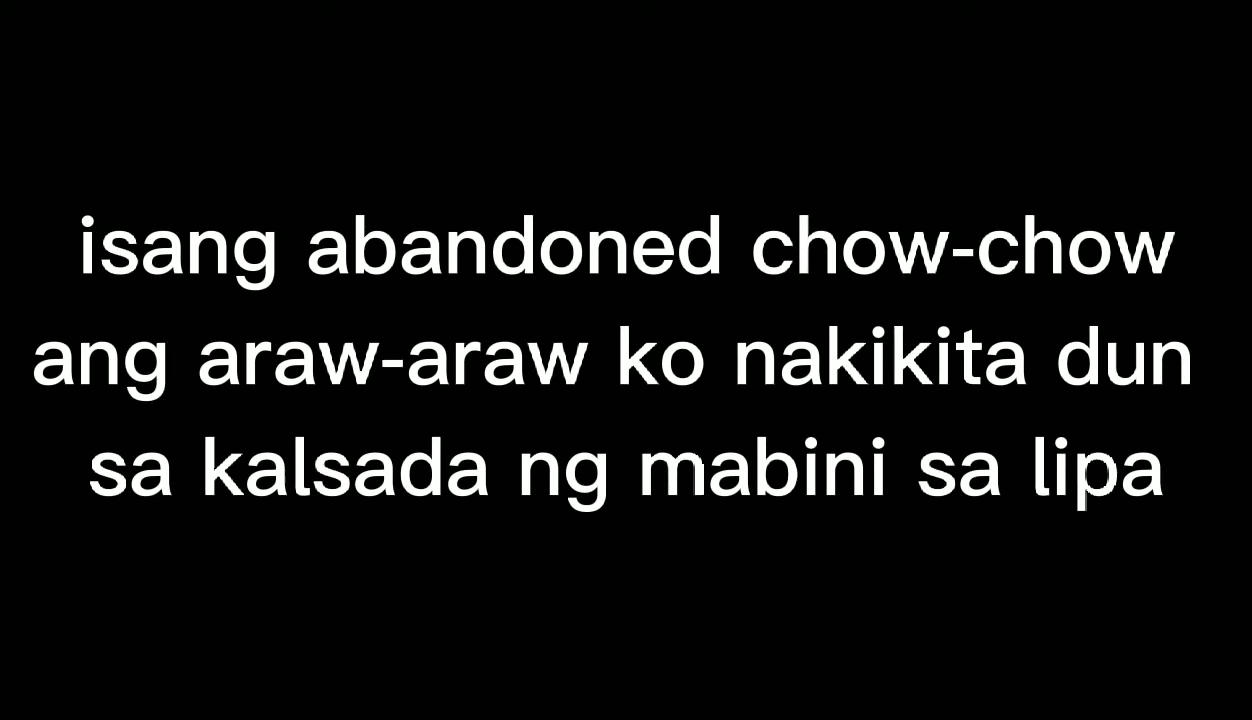 isang abandoned chow-chow
ang araw-araw ko nakikita dun
sa kalsada ng mabini sa lipa